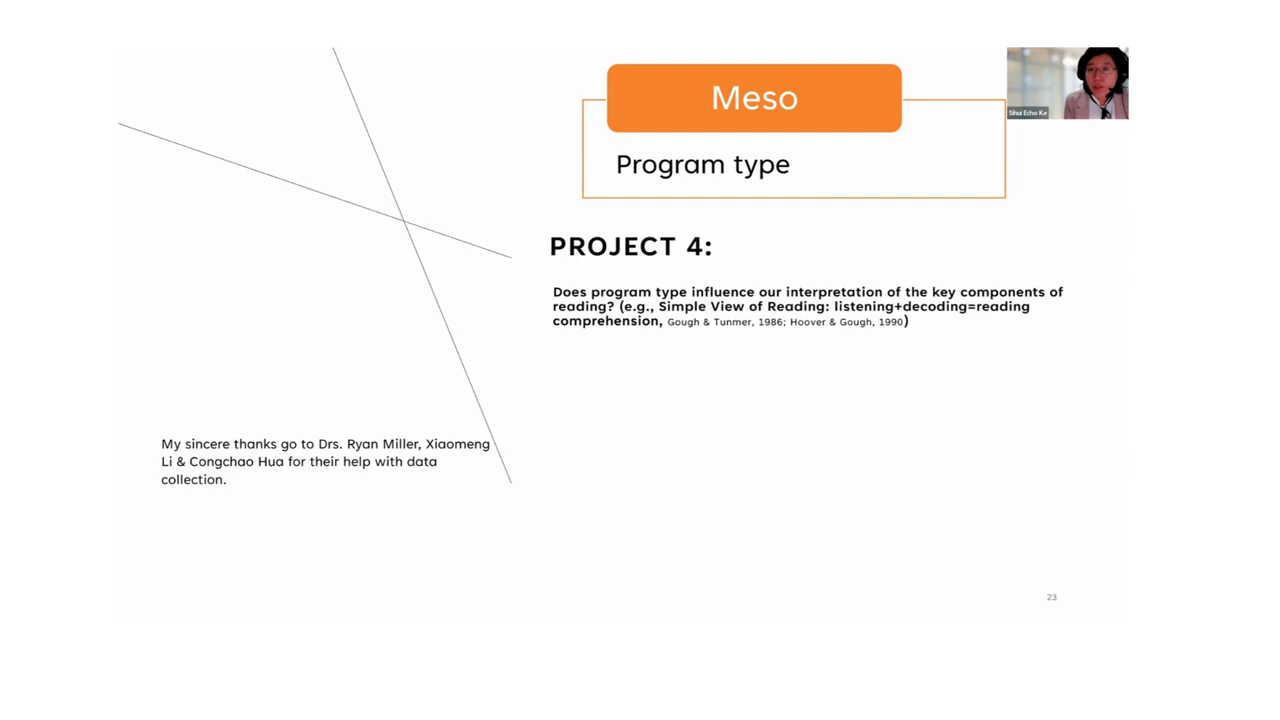 Meso
Program type
Sihui Echo Ke
PROJECT 4:
Does program type influence our interpretation of the key components of
reading? (e.g., Simple View of Reading: listening+decoding=reading
comprehension, Gough & Tunmer, 1986; Hoover & Gough, 1990)
My sincere thanks go to Drs. Ryan Miller, Xiaomeng
Li & Congchao Hua for their help with data
collection.
23